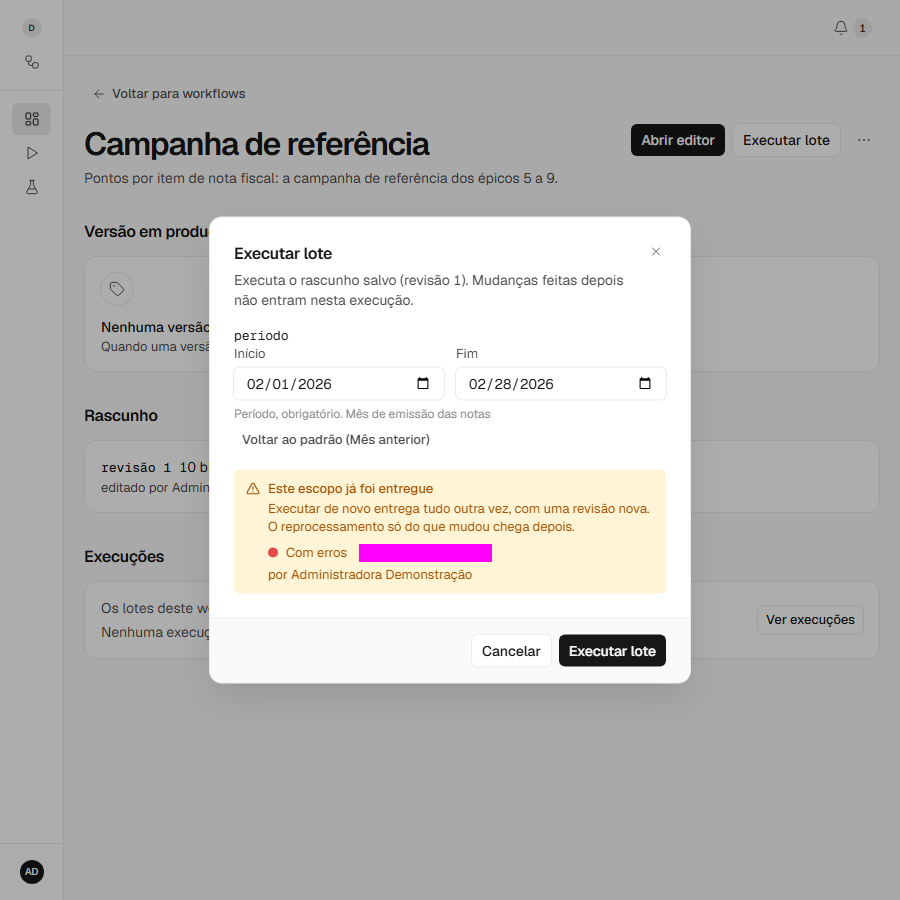 D
1
Voltar para workflows
Campanha de referência
Abrir editor
Executar lote
Pontos por item de nota fiscal: a campanha de referência dos épicos 5 a 9.
Versão em produ
Nenhuma versão
Quando uma versã
Rascunho
revisão 1 10 b
editado por Admin
Execuções
Os lotes deste w
Nenhuma execuç
Ver execuções
Executar lote
Executa o rascunho salvo (revisão 1). Mudanças feitas depois
não entram nesta execução.
periodo
Início
Fim
02/01/2026
02/28/2026
Período, obrigatório. Mês de emissão das notas
Voltar ao padrão (Mês anterior)
Este escopo já foi entregue
Executar de novo entrega tudo outra vez, com uma revisão nova.
O reprocessamento só do que mudou chega depois.
Com erros
por Administradora Demonstração
Cancelar
Executar lote
AD